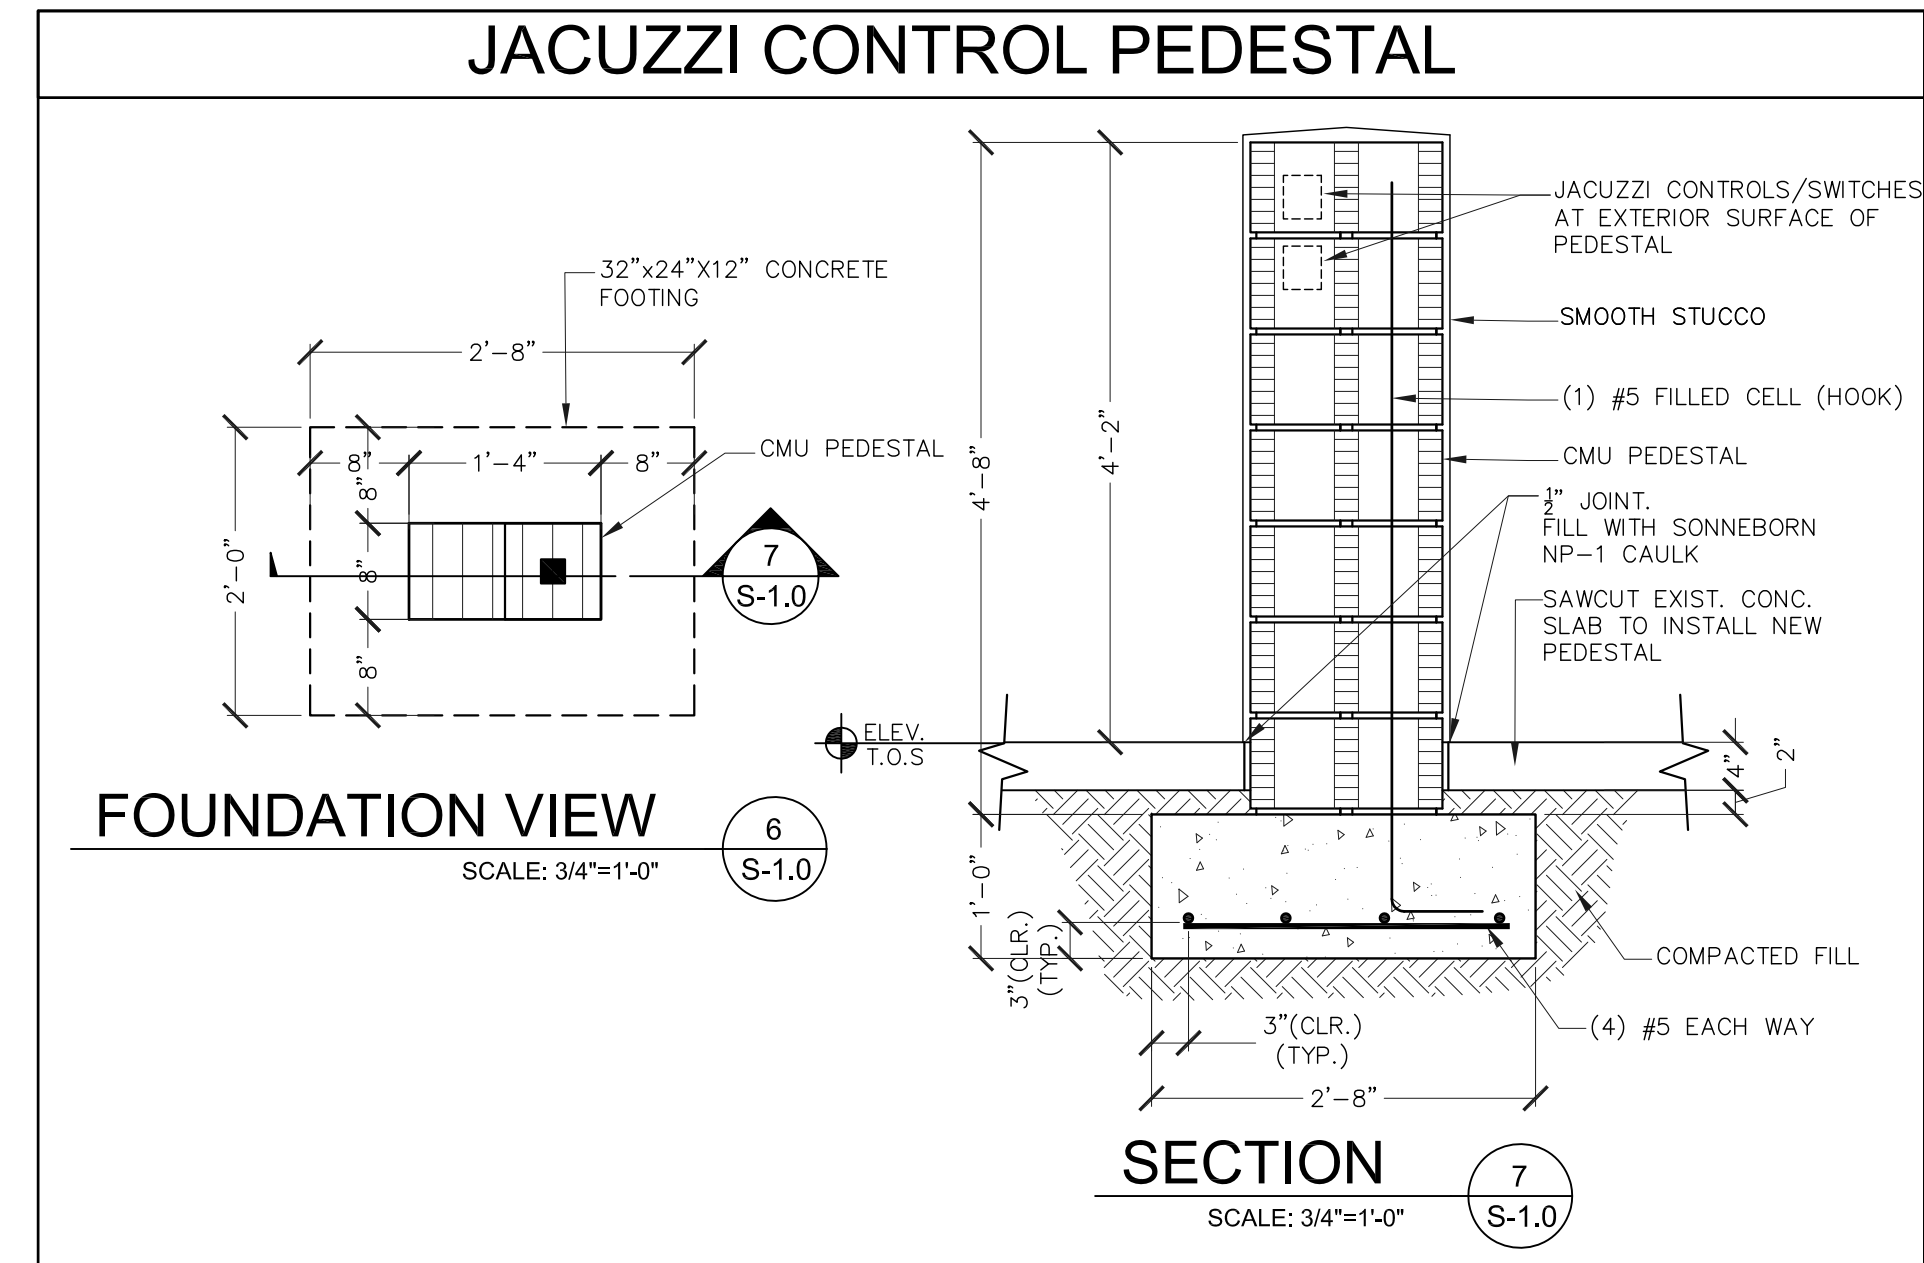 JACUZZI CONTROL PEDESTAL
32”x24”X12” CONCRETE
FOOTING
2’–8”
8”
1’–4”
8”
CMU PEDESTAL
2’–0”
8”
8”
8”
7
S-1.0
FOUNDATION VIEW
SCALE: 3/4"=1'-0"
6
S-1.0
4’–8”
4’–2”
JACUZZI CONTROLS/SWITCHES
AT EXTERIOR SURFACE OF
PEDESTAL
SMOOTH STUCCO
(1) #5 FILLED CELL (HOOK)
CMU PEDESTAL
½” JOINT.
FILL WITH SONNEBORN
NP–1 CAULK
SAWCUT EXIST. CONC.
SLAB TO INSTALL NEW
PEDESTAL
ELEV.
T.O.S
4”
2”
1’–0”
3”(CLR.)
(TYP.)
COMPACTED FILL
(4) #5 EACH WAY
3”(CLR.)
(TYP.)
2’–8”
SECTION
SCALE: 3/4"=1'-0"
7
S-1.0